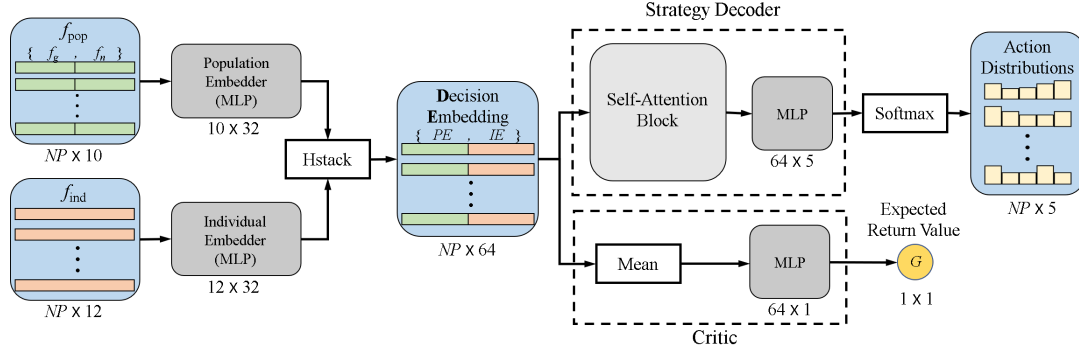 f_pop
{ f_g , f_n }
NP x 10
Population
Embedder
(MLP)
10 x 32
f_ind
NP x 12
Individual
Embedder
(MLP)
12 x 32
Hstack
Decision
Embedding
{ PE , IE }
NP x 64
Strategy Decoder
Self-Attention
Block
MLP
64 x 5
Softmax
Action
Distributions
NP x 5
Mean
MLP
64 x 1
Critic
Expected
Return Value
G
1 x 1